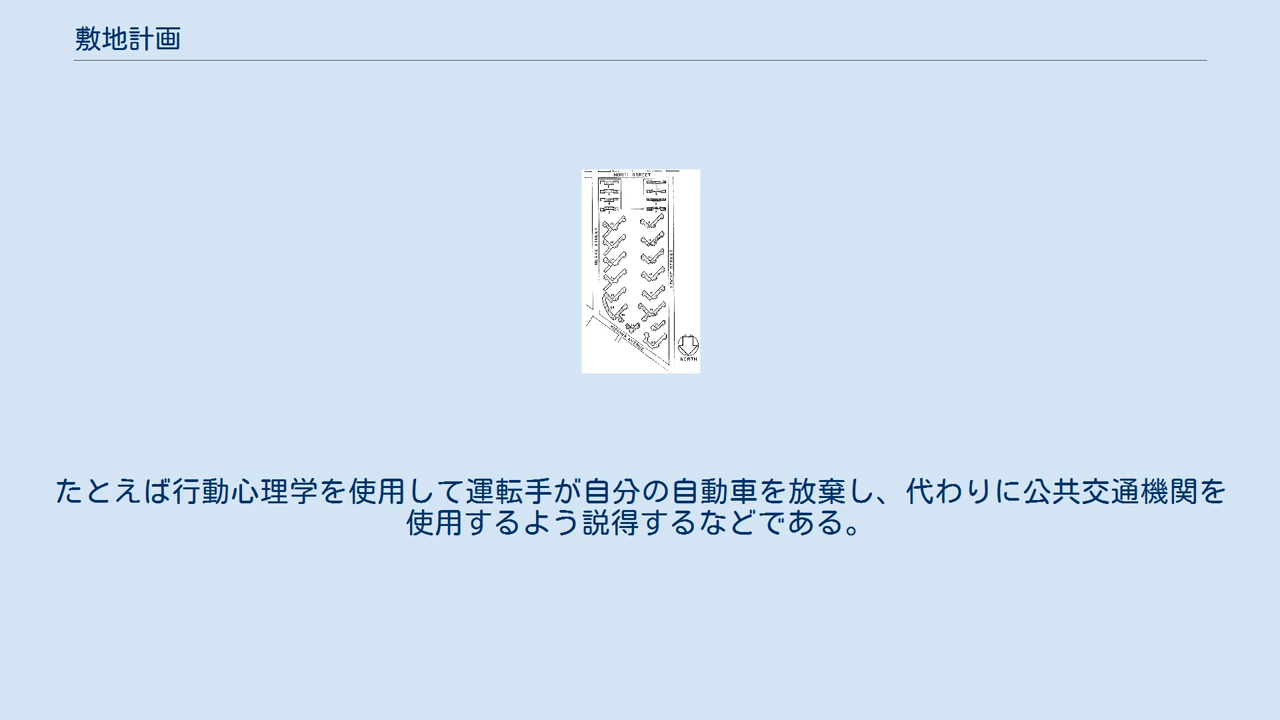 敷地計画
NORTH STREET
NORTH
たとえば行動心理学を使用して運転手が自分の自動車を放棄し、代わりに公共交通機関を
使用するよう説得するなどである。